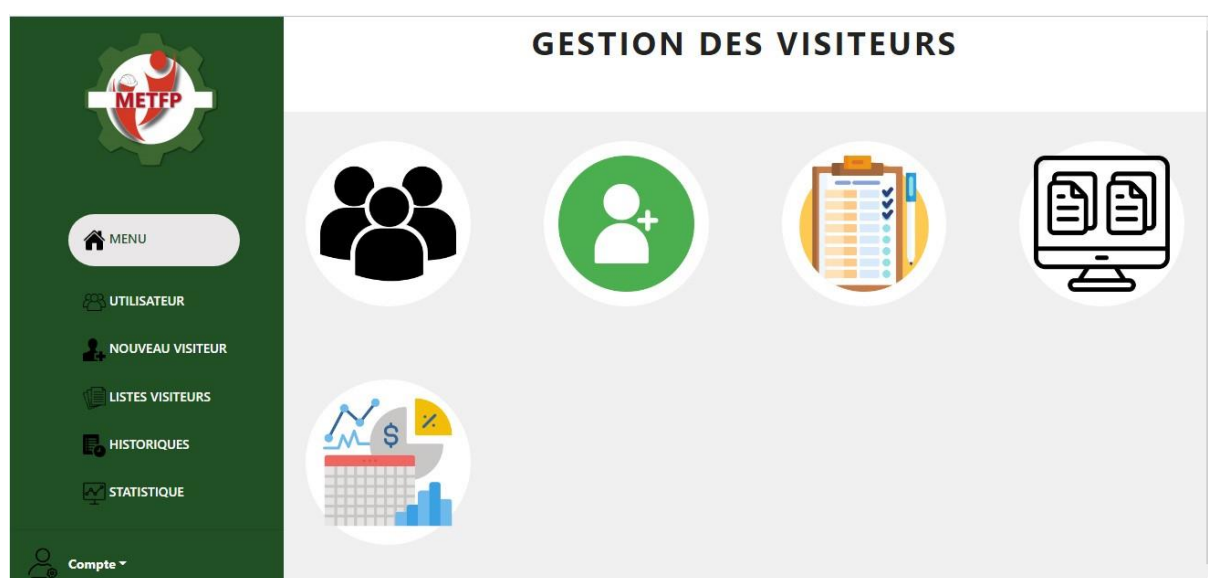 METFP
GESTION DES VISITEURS
MENU
UTILISATEUR
NOUVEAU VISITEUR
LISTES VISITEURS
HISTORIQUES
STATISTIQUE
Compte
$
%